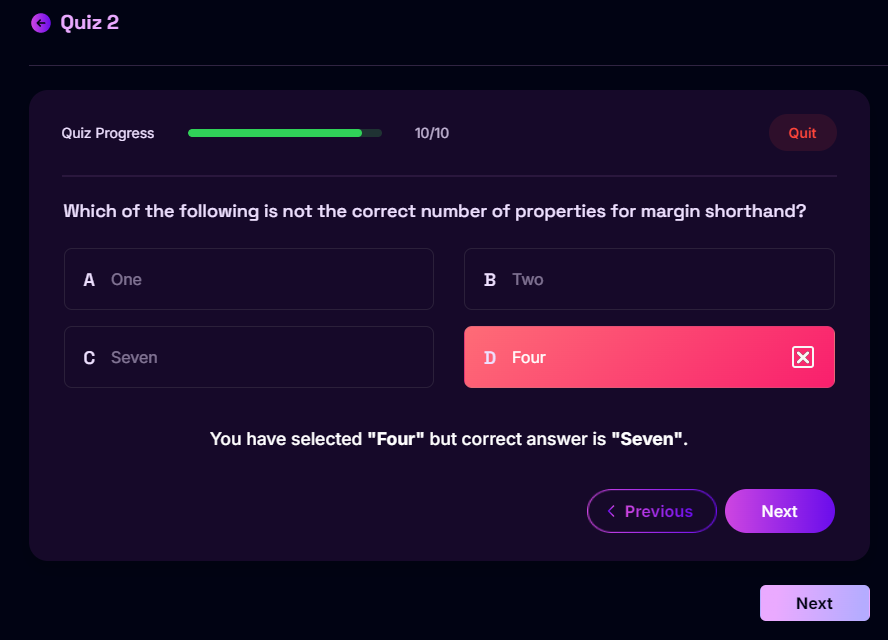 Quiz 2
Quiz Progress 10/10 Quit
Which of the following is not the correct number of properties for margin shorthand?
A One
B Two
C Seven
D Four
You have selected "Four" but correct answer is "Seven".
Previous Next
Next